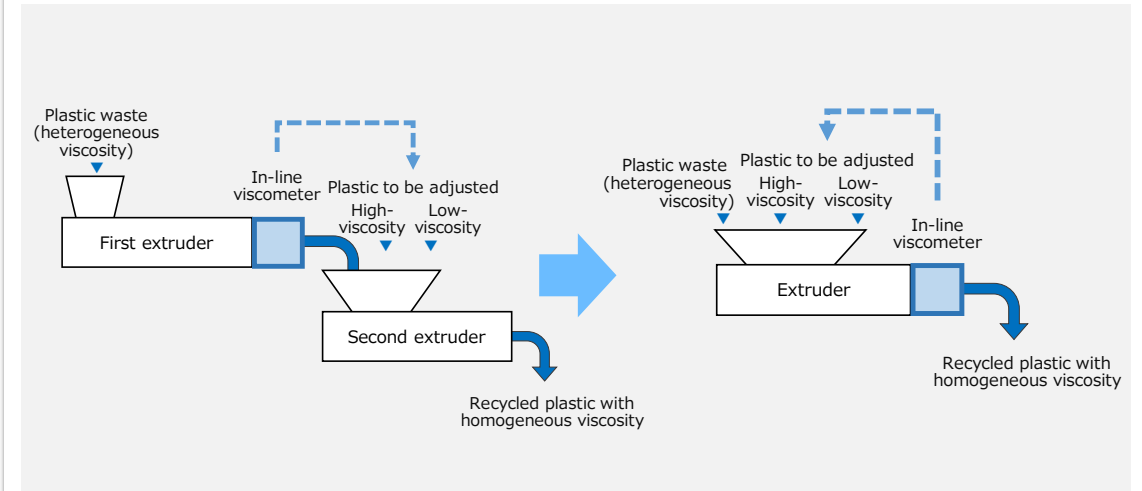 Plastic waste
(heterogeneous
viscosity)
First extruder
In-line
viscometer
Plastic to be adjusted
High-
viscosity
Low-
viscosity
Second extruder
Recycled plastic with
homogeneous viscosity
Plastic waste
(heterogeneous
viscosity)
Plastic to be adjusted
High-
viscosity
Low-
viscosity
In-line
viscometer
Extruder
Recycled plastic with
homogeneous viscosity